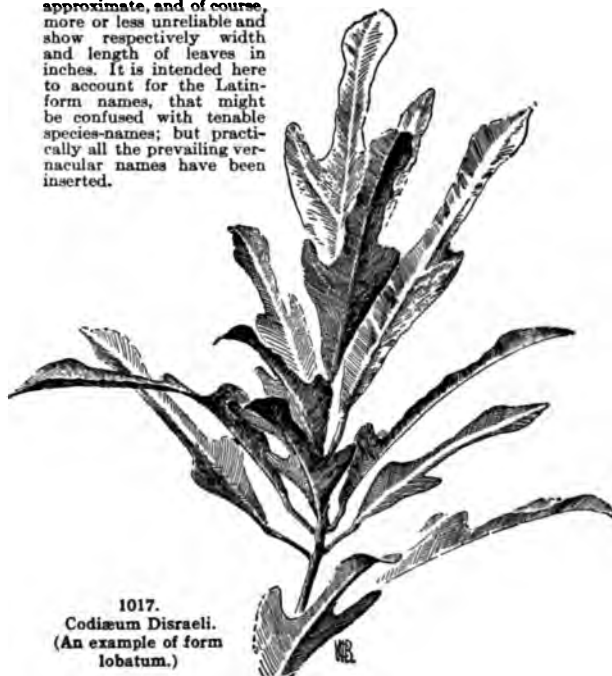 approximate, and of course,
more or less unreliable and
show respectively width
and length of leaves in
inches. It is intended here
to account for the Latin-
form names, that might
be confused with tenable
species-names; but practi-
cally all the prevailing ver-
nacular names have been
inserted.
1017.
Codiæum Disraeli.
(An example of form
lobatum.)